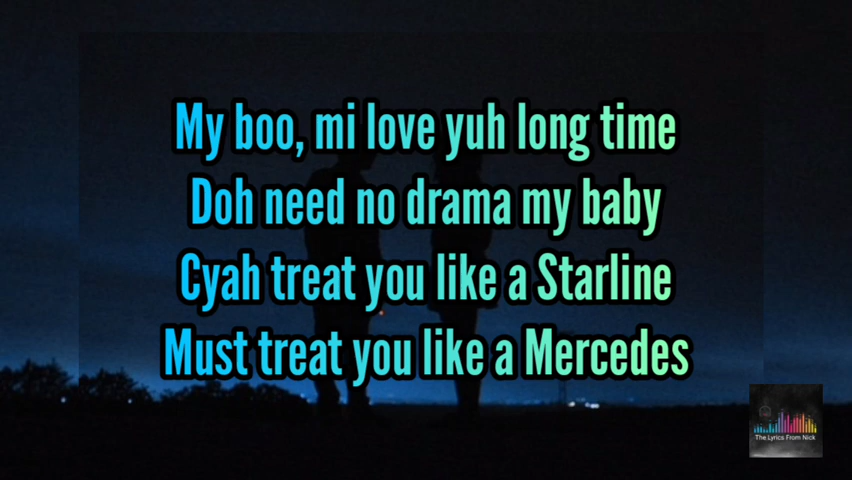 My boo, mi love yuh long time
Doh need no drama my baby
Cyah treat you like a Starline
Must treat you like a Mercedes
The Lyrics From Nick